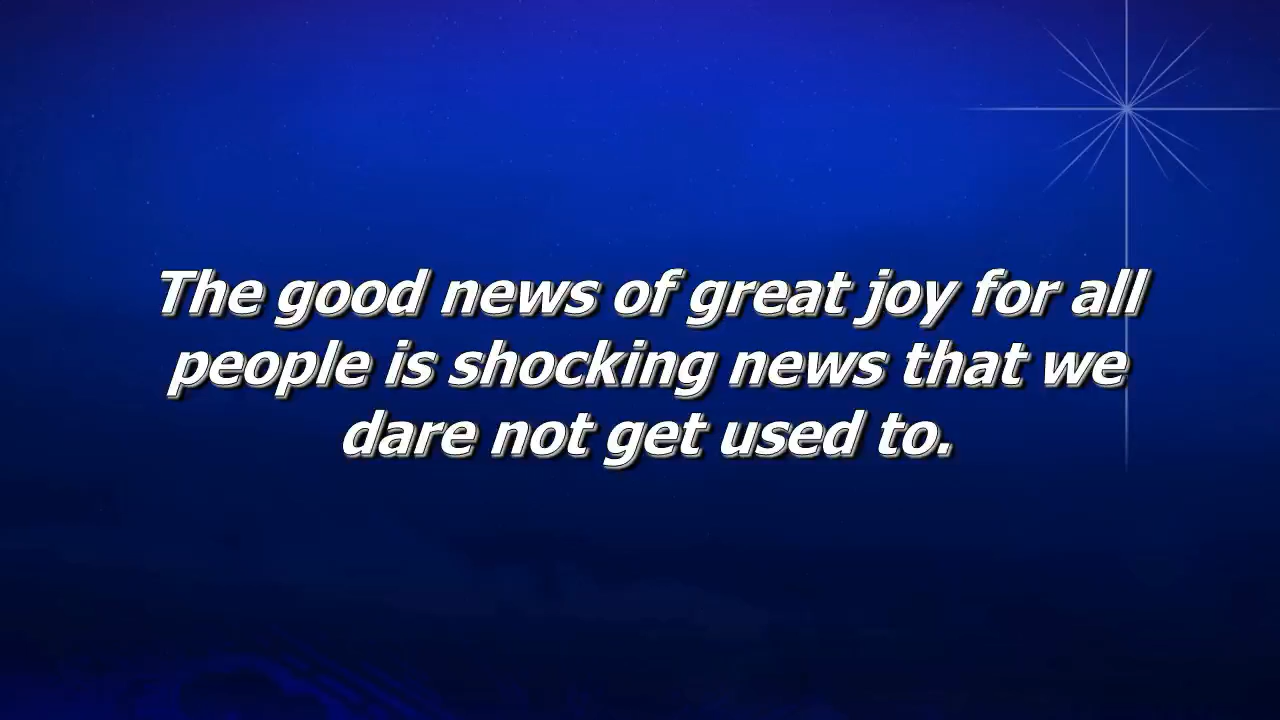 The good news of great joy for all
people is shocking news that we
dare not get used to.